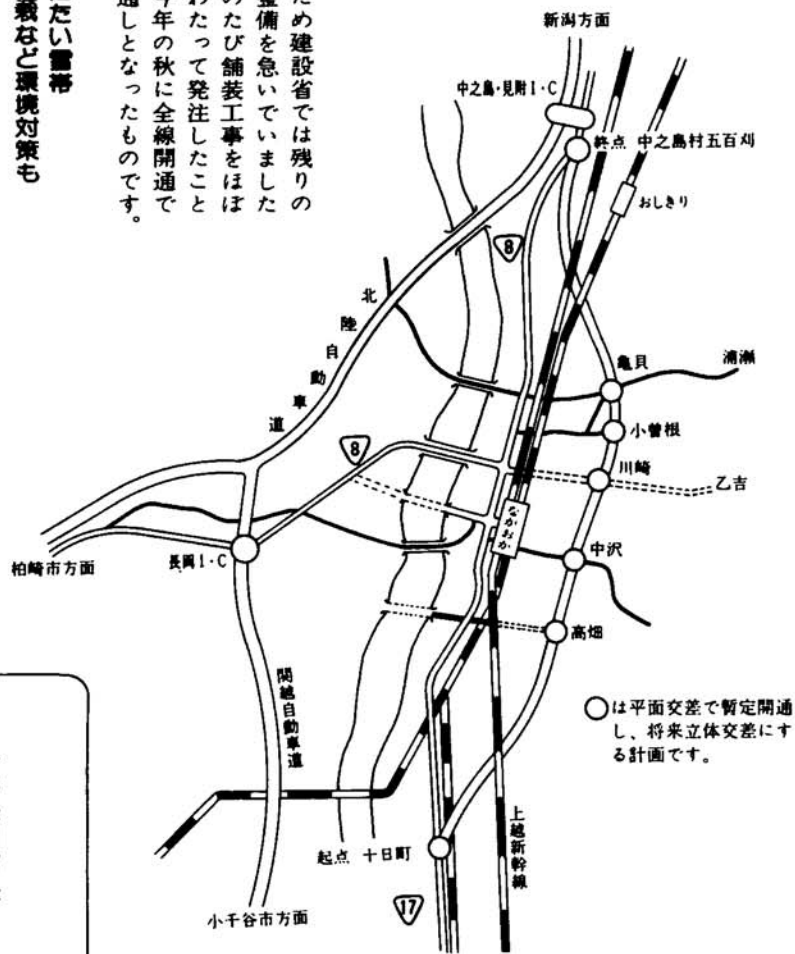 ため建設省では残りの
整備を急いでいました
のたび舗装工事をほぼ
わたって発注したこと
今年の秋に全線開通で
通しとなったものです。
たい雪帯
栽など環境対策も
新潟方面
中之島・見附I・C
終点 中之島村五百刈
おしきり
8
北陸自動車道
亀貝
浦瀬
小曽根
8
川崎
乙吉
ながおか
柏崎市方面
長岡I・C
中沢
高畑
関越自動車道
○は平面交差で暫定開通
し、将来立体交差にす
る計画です。
上越新幹線
起点 十日町
小千谷市方面
17